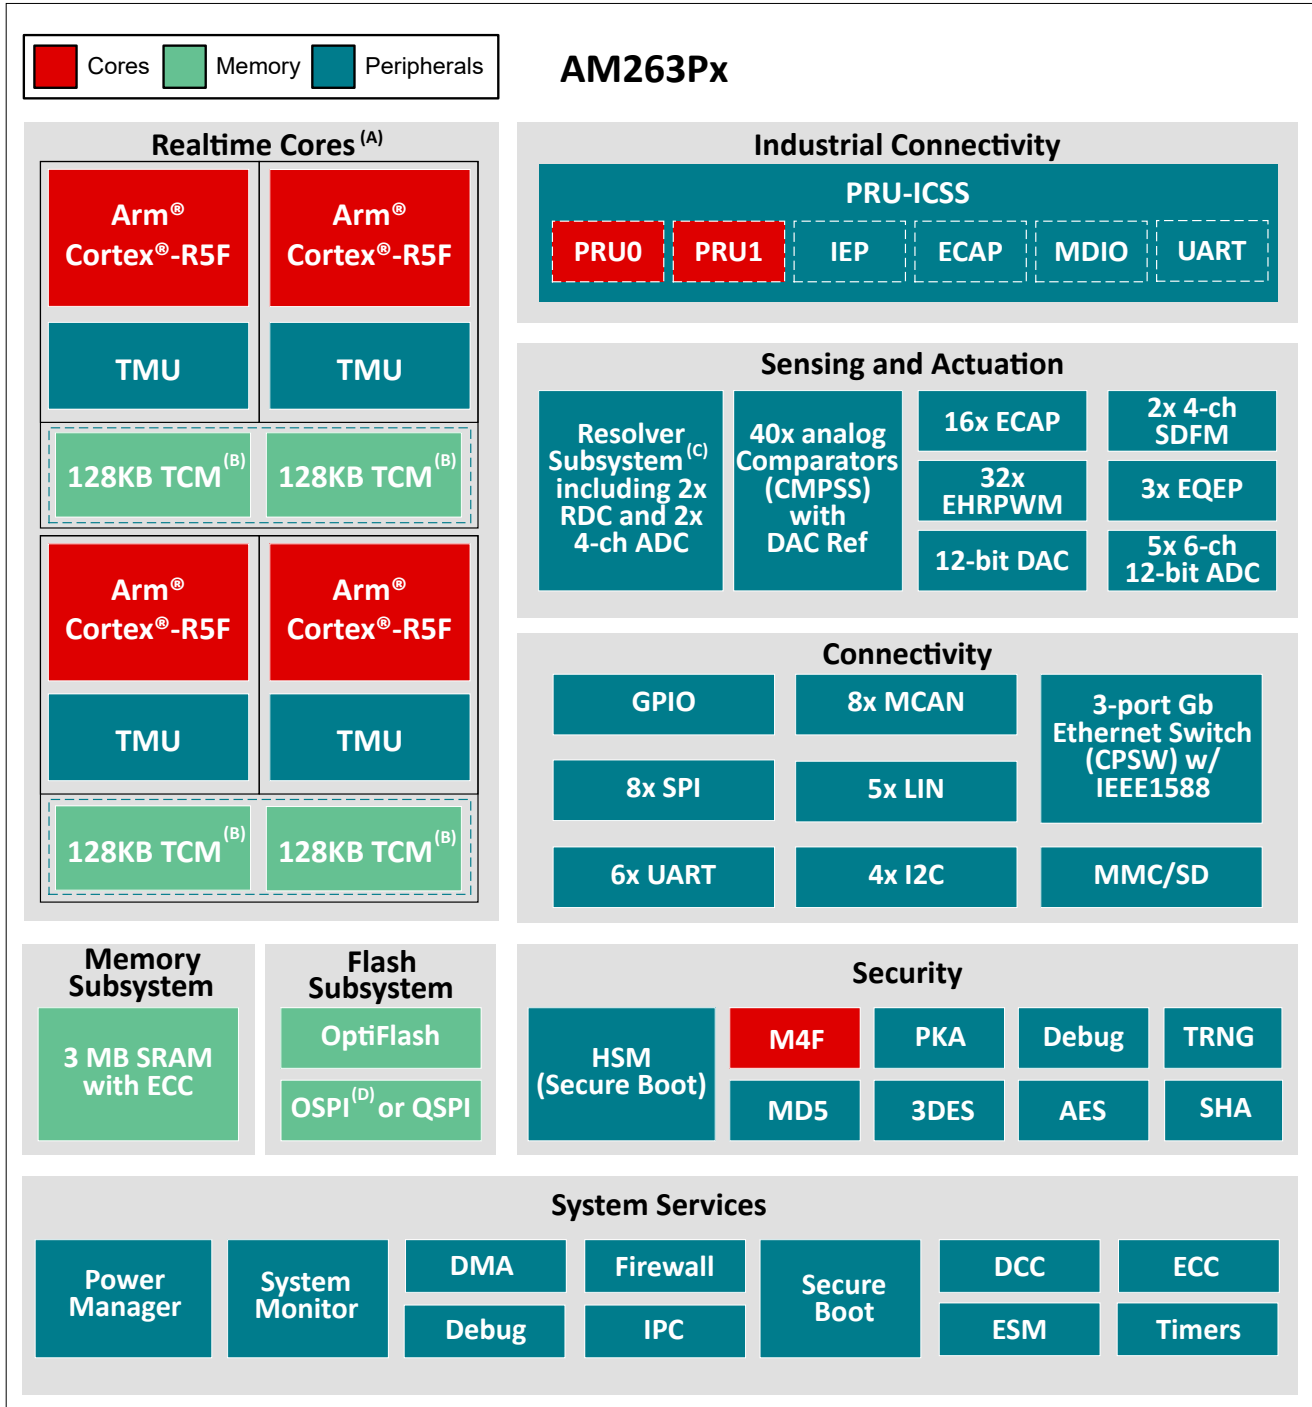 Cores
Memory
Peripherals
AM263Px
Realtime Cores (A)
Arm®
Cortex®-R5F
Arm®
Cortex®-R5F
TMU
TMU
128KB TCM(B)
128KB TCM(B)
Arm®
Cortex®-R5F
Arm®
Cortex®-R5F
TMU
TMU
128KB TCM(B)
128KB TCM(B)
Industrial Connectivity
PRU-ICSS
PRU0
PRU1
IEP
ECAP
MDIO
UART
Sensing and Actuation
Resolver
Subsystem(C)
including 2x
RDC and 2x
4-ch ADC
40x analog
Comparators
(CMPSS)
with
DAC Ref
16x ECAP
2x 4-ch
SDFM
32x
EHRPWM
3x EQEP
12-bit DAC
5x 6-ch
12-bit ADC
Connectivity
GPIO
8x MCAN
3-port Gb
Ethernet Switch
(CPSW) w/
IEEE1588
8x SPI
5x LIN
6x UART
4x I2C
MMC/SD
Memory
Subsystem
3 MB SRAM
with ECC
Flash
Subsystem
OptiFlash
OSPI(D) or QSPI
Security
HSM
(Secure Boot)
M4F
PKA
Debug
TRNG
MD5
3DES
AES
SHA
System Services
Power
Manager
System
Monitor
DMA
Firewall
Secure
Boot
DCC
ECC
Debug
IPC
ESM
Timers